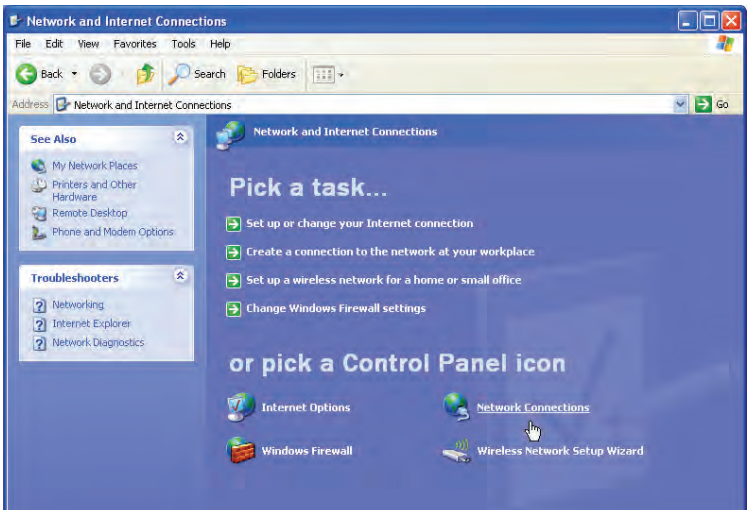 Network and Internet Connections
File Edit View Favorites Tools Help
Back Search Folders
Address Network and Internet Connections Go
See Also
My Network Places
Printers and Other
Hardware
Remote Desktop
Phone and Modem Options
Troubleshooters
Networking
Internet Explorer
Network Diagnostics
Network and Internet Connections
Pick a task...
Set up or change your Internet connection
Create a connection to the network at your workplace
Set up a wireless network for a home or small office
Change Windows Firewall settings
or pick a Control Panel icon
Internet Options
Network Connections
Windows Firewall
Wireless Network Setup Wizard